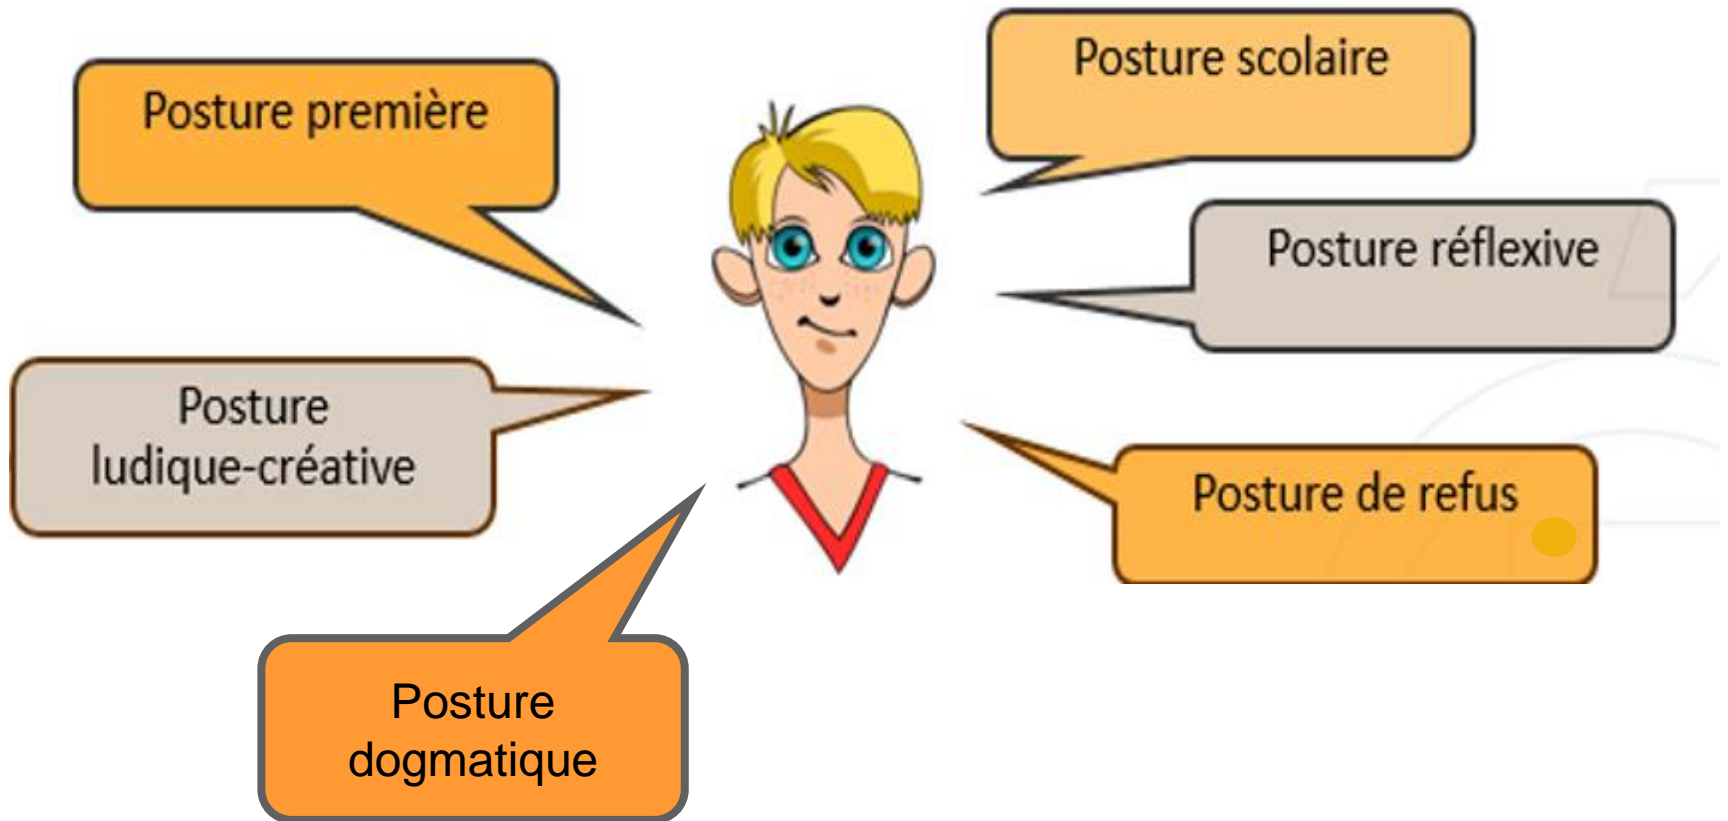 Posture première
Posture scolaire
Posture réflexive
Posture
ludique-créative
Posture de refus
Posture
dogmatique